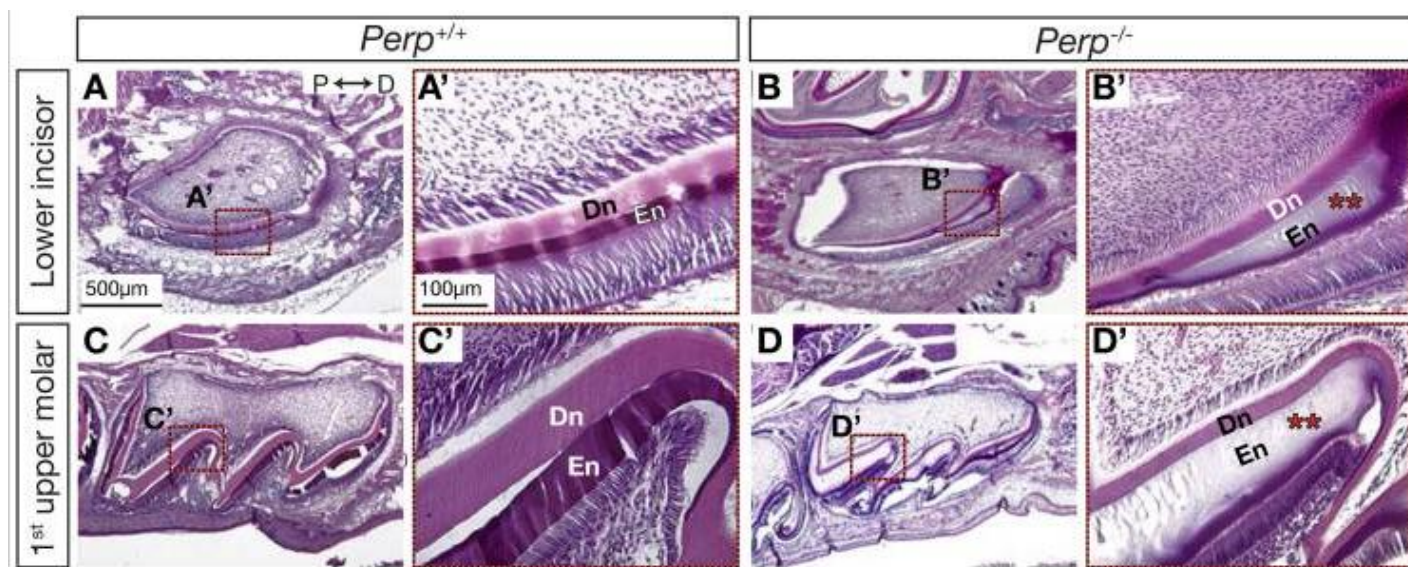 Perp+/+
Perp-/-
Lower incisor
A
P ⟷ D
A'
500μm
A'
Dn
En
100μm
B
B'
B'
Dn
**
En
1st upper molar
C
C'
C'
Dn
En
D
D'
D'
Dn
**
En